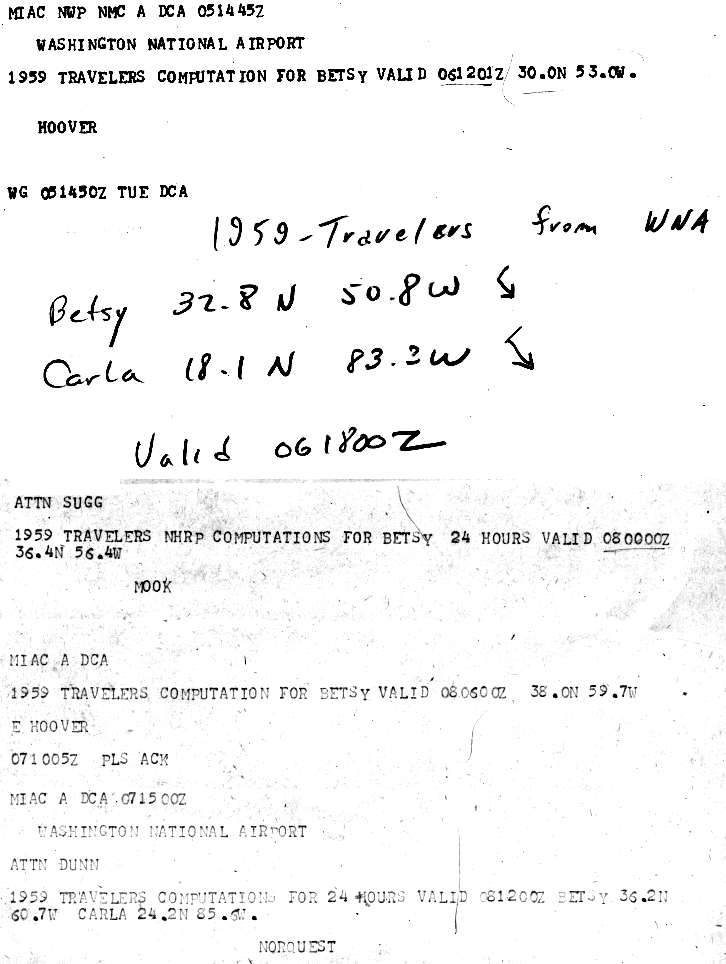 MIAC NWP NMC A DCA 051445Z
WASHINGTON NATIONAL AIRPORT
1959 TRAVELERS COMPUTATION FOR BETSY VALID 061201Z/ 30.0N 53.0W.
HOOVER
WG 051450Z TUE DCA
1959-Travelers from WNA
Betsy 32.8 N 50.8W
Carla 18.1 N 83.2W
Valid 061800Z
ATTN SUGG
1959 TRAVELERS NHRP COMPUTATIONS FOR BETSY 24 HOURS VALID 080000Z
36.4N 56.4W
MOOK
MIAC A DCA
1959 TRAVELERS COMPUTATION FOR BETSY VALID 080600Z 38.0N 59.7W
E HOOVER
071005Z PLS ACK
MIAC A DCA 071500Z
WASHINGTON NATIONAL AIRPORT
ATTN DUNN
1959 TRAVELERS COMPUTATIONS FOR 24 HOURS VALID 081200Z BETSY 36.2N
60.7W CARLA 24.2N 85.6W.
NORQUEST